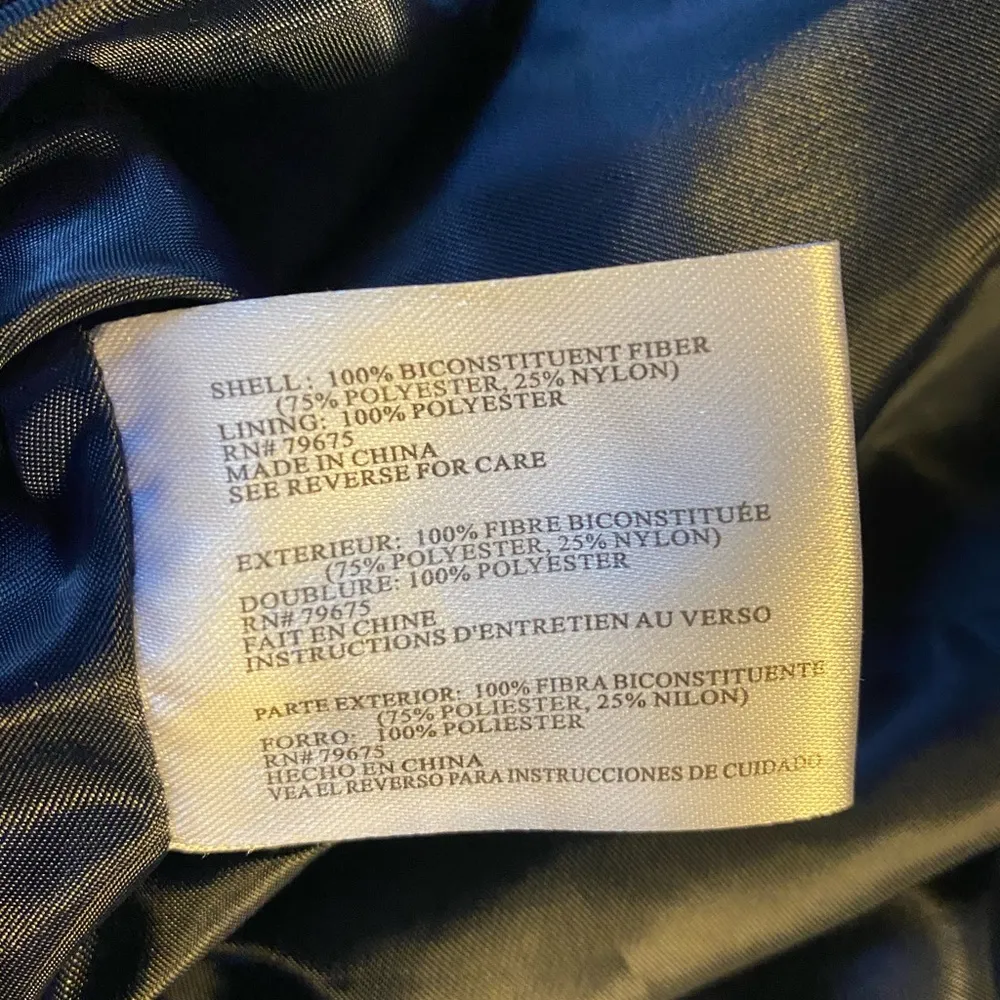 SHELL: 100% BICONSTITUENT FIBER
(75% POLYESTER, 25% NYLON)
LINING: 100% POLYESTER
RN# 79675
MADE IN CHINA
SEE REVERSE FOR CARE
EXTERIEUR: 100% FIBRE BICONSTITUÉE
(75% POLYESTER, 25% NYLON)
DOUBLURE: 100% POLYESTER
RN# 79675
FAIT EN CHINE
INSTRUCTIONS D'ENTRETIEN AU VERSO
PARTE EXTERIOR: 100% FIBRA BICONSTITUENTE
(75% POLIESTER, 25% NILON)
FORRO: 100% POLIESTER
RN# 79675
HECHO EN CHINA
VEA EL REVERSO PARA INSTRUCCIONES DE CUIDADO